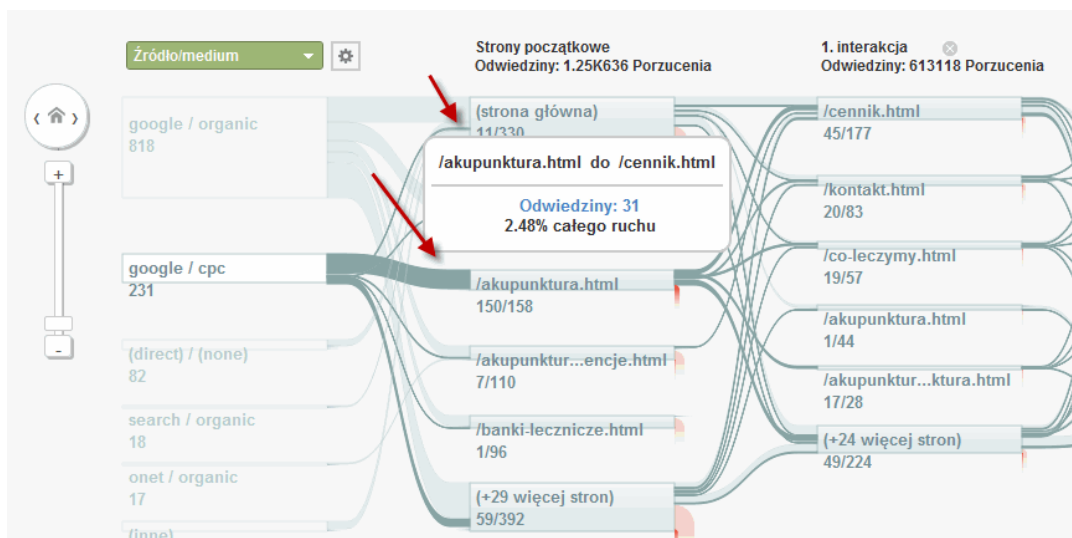 Źródło/medium
Strony początkowe
Odwiedziny: 1.25K636 Porzucenia
1. interakcja
Odwiedziny: 613118 Porzucenia
google / organic
818
google / cpc
231
(direct) / (none)
82
search / organic
18
onet / organic
17
(inne)
(strona główna)
11/330
/akupunktura.html do /cennik.html
Odwiedziny: 31
2.48% całego ruchu
/akupunktura.html
150/158
/akupunktur...encje.html
7/110
/banki-lecznicze.html
1/96
(+29 więcej stron)
59/392
/cennik.html
45/177
/kontakt.html
20/83
/co-leczymy.html
19/57
/akupunktura.html
1/44
/akupunktur...ktura.html
17/28
(+24 więcej stron)
49/224